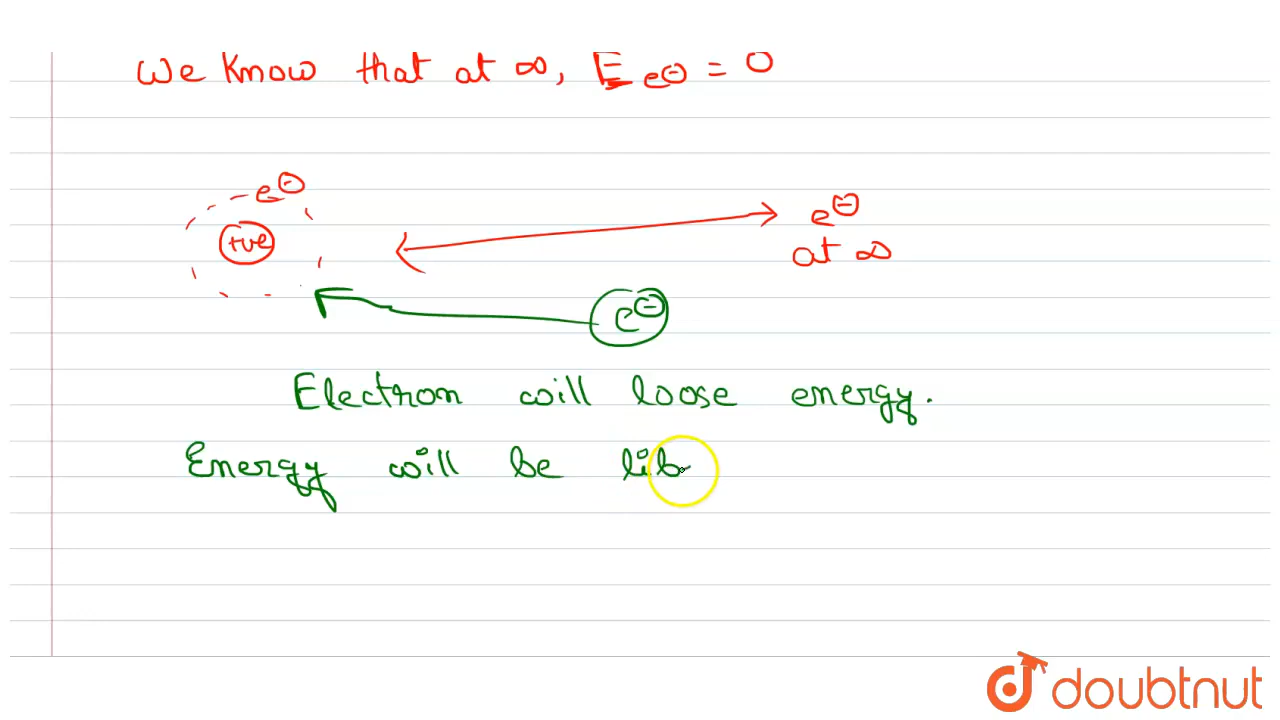 We Know that at ∞, E e⊖ = 0
e⊖
+ve
e⊖
at ∞
e⊖
Electron will loose energy.
Energy will be lib
doubtnut